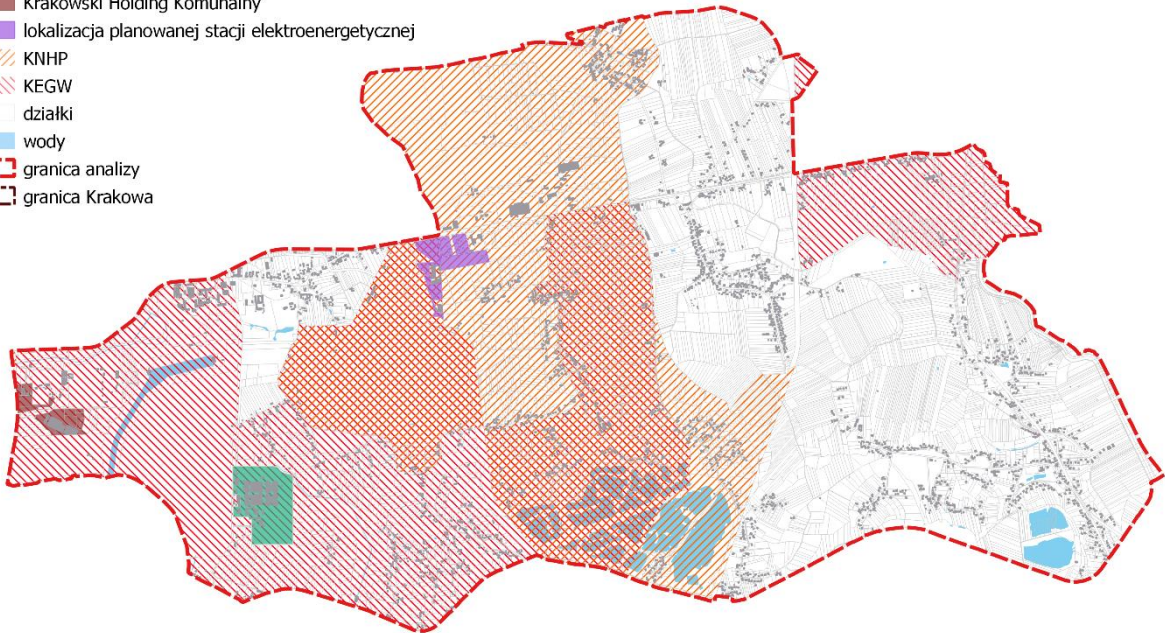 Krakowski Holding Komunalny
lokalizacja planowanej stacji elektroenergetycznej
KNHP
KEGW
działki
wody
granica analizy
granica Krakowa